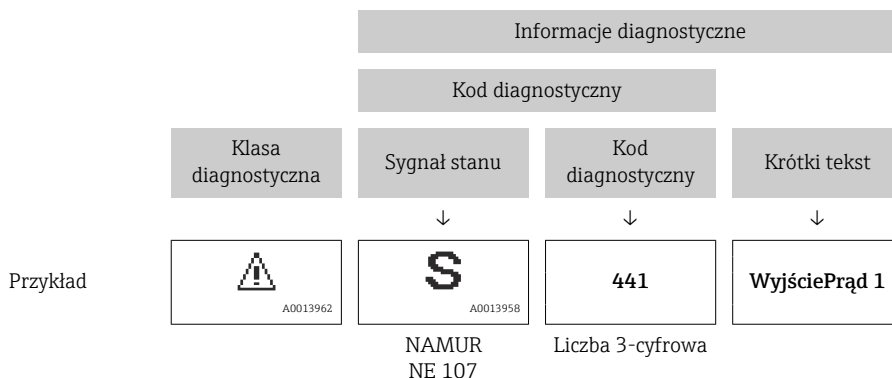 Informacje diagnostyczne
Kod diagnostyczny
Klasa
diagnostyczna
Sygnał stanu
Kod
diagnostyczny
Krótki tekst
↓
↓
↓
Przykład
A0013962
S
A0013958
441
WyjściePrąd 1
NAMUR
NE 107
Liczba 3-cyfrowa